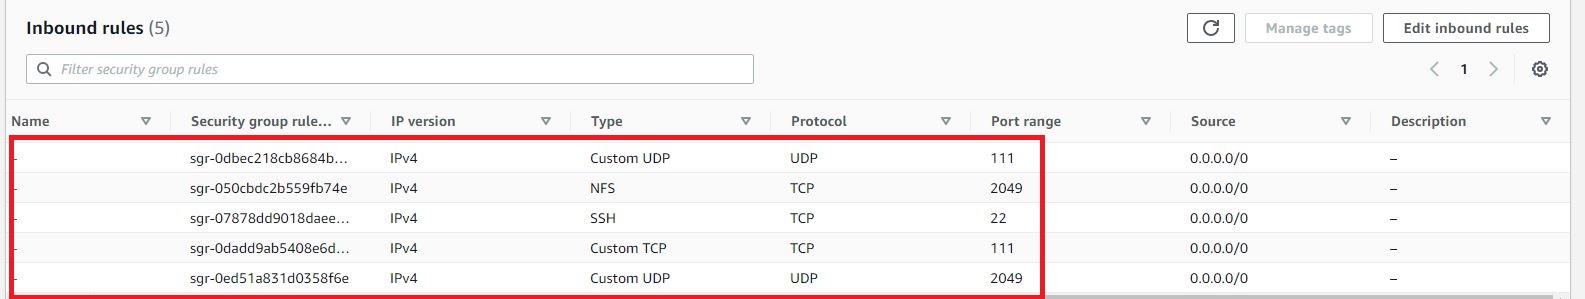 Inbound rules (5)
Manage tags
Edit inbound rules
Filter security group rules
1
Name Security group rule... IP version Type Protocol Port range Source Description
- sgr-0dbec218cb8684b... IPv4 Custom UDP UDP 111 0.0.0.0/0 –
- sgr-050cbdc2b559fb74e IPv4 NFS TCP 2049 0.0.0.0/0 –
- sgr-07878dd9018daee... IPv4 SSH TCP 22 0.0.0.0/0 –
- sgr-0dadd9ab5408e6d... IPv4 Custom TCP TCP 111 0.0.0.0/0 –
- sgr-0ed51a831d0358f6e IPv4 Custom UDP UDP 2049 0.0.0.0/0 –